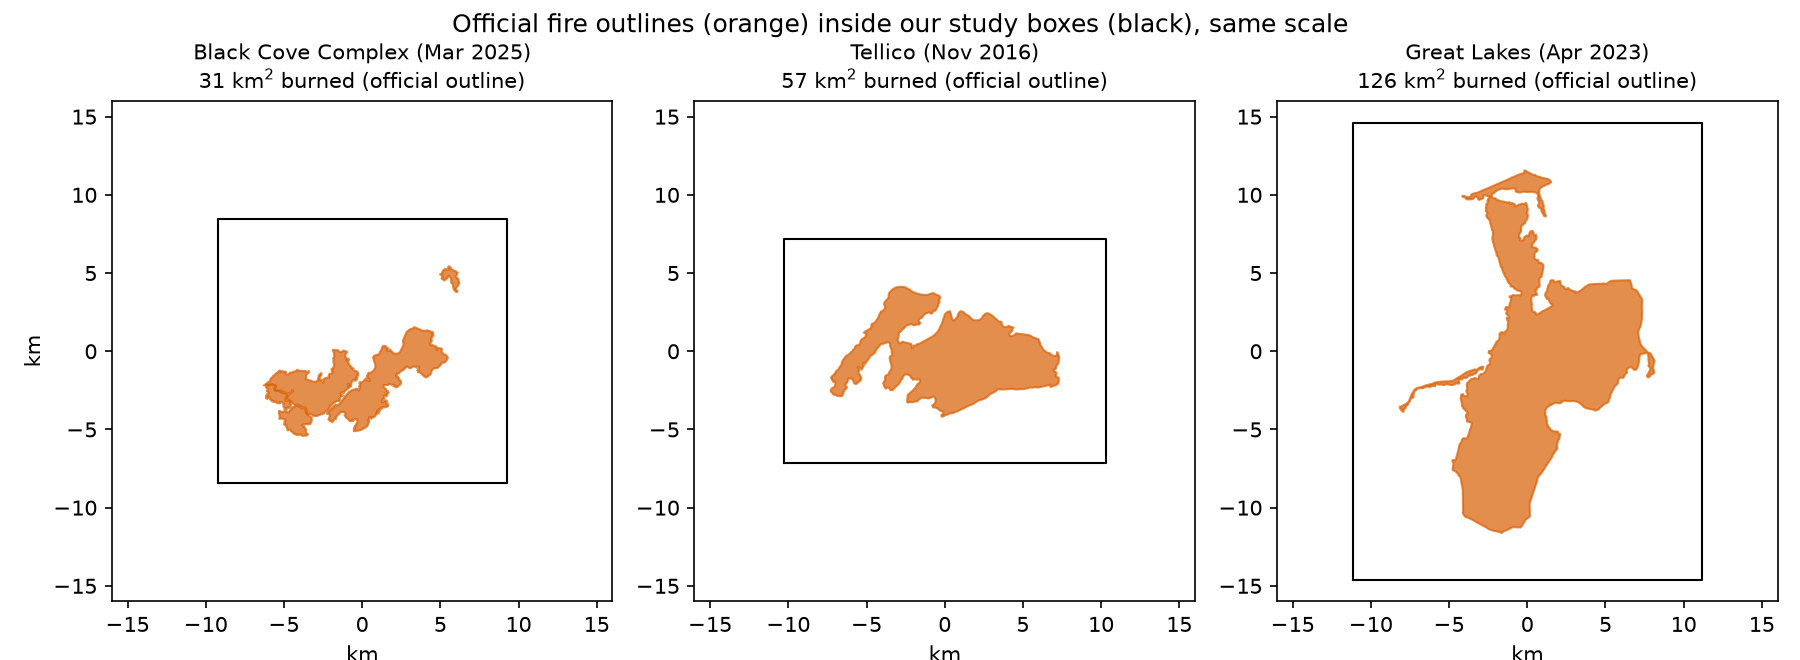 Official fire outlines (orange) inside our study boxes (black), same scale
Black Cove Complex (Mar 2025)
31 km² burned (official outline)
15
10
5
0
−5
−10
−15
−15 −10 −5 0 5 10 15
km
km
Tellico (Nov 2016)
57 km² burned (official outline)
15
10
5
0
−5
−10
−15
−15 −10 −5 0 5 10 15
km
Great Lakes (Apr 2023)
126 km² burned (official outline)
15
10
5
0
−5
−10
−15
−15 −10 −5 0 5 10 15
km